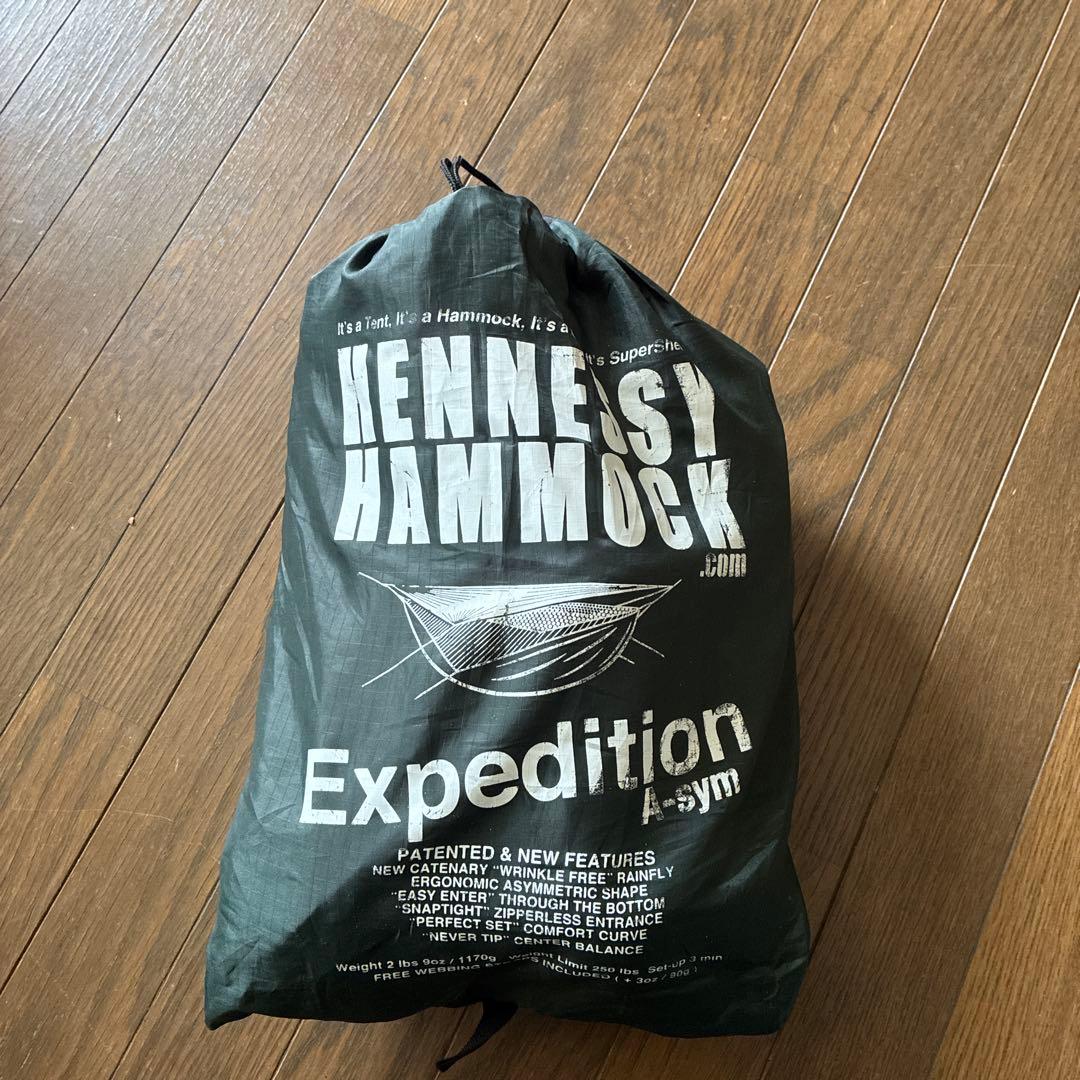 It's a Tent, It's a Hammock, It's a
It's SuperShe
HENNESSY
HAMMOCK
.com
Expedition
A-sym
PATENTED & NEW FEATURES
NEW CATENARY "WRINKLE FREE" RAINFLY
ERGONOMIC ASYMMETRIC SHAPE
"EASY ENTER" THROUGH THE BOTTOM
"SNAPTIGHT" ZIPPERLESS ENTRANCE
"PERFECT SET" COMFORT CURVE
"NEVER TIP" CENTER BALANCE
Weight 2 lbs 9oz / 1170g Weight Limit 250 lbs Set-up 3 min
FREE WEBBING INCLUDED ( + 3oz / 90g )